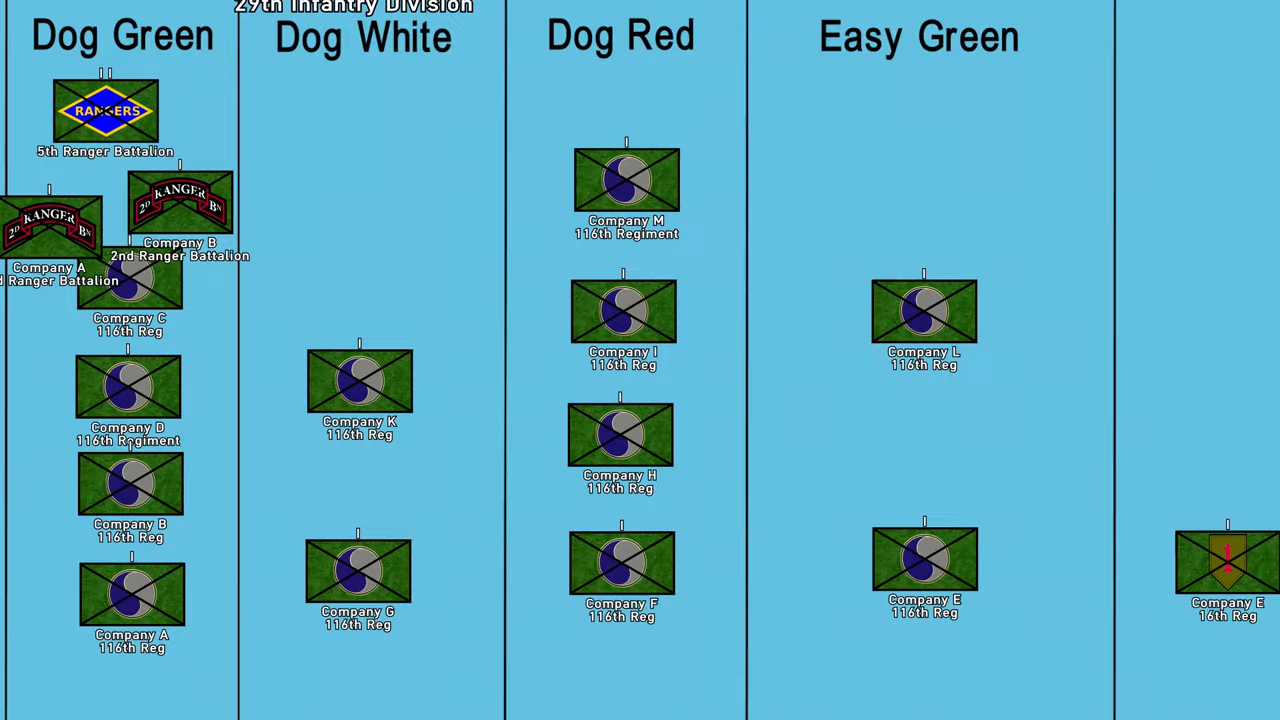 29th Infantry Division
Dog Green
Dog White
Dog Red
Easy Green
RANGERS
5th Ranger Battalion
2D RANGER BN
Company B
2nd Ranger Battalion
2D RANGER BN
Company A
Ranger Battalion
Company C
116th Reg
Company D
116th Regiment
Company B
116th Reg
Company A
116th Reg
Company K
116th Reg
Company G
116th Reg
Company M
116th Regiment
Company I
116th Reg
Company H
116th Reg
Company F
116th Reg
Company L
116th Reg
Company E
116th Reg
1
Company E
16th Reg